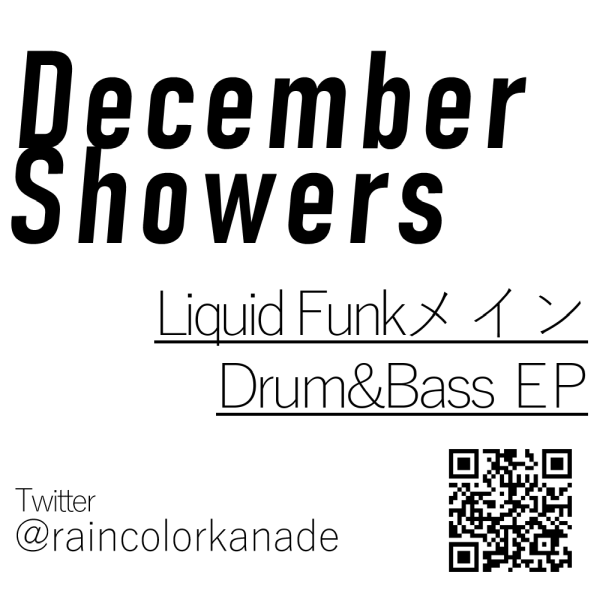 December
Showers
Liquid Funkメイン
Drum&Bass EP
Twitter
@raincolorkanade